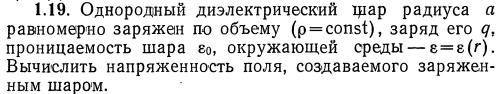 1.19. Однородный диэлектрический шар радиуса a
равномерно заряжен по объему (ρ=const), заряд его q,
проницаемость шара ε₀, окружающей среды — ε=ε(r).
Вычислить напряженность поля, создаваемого заряжен-
ным шаром.